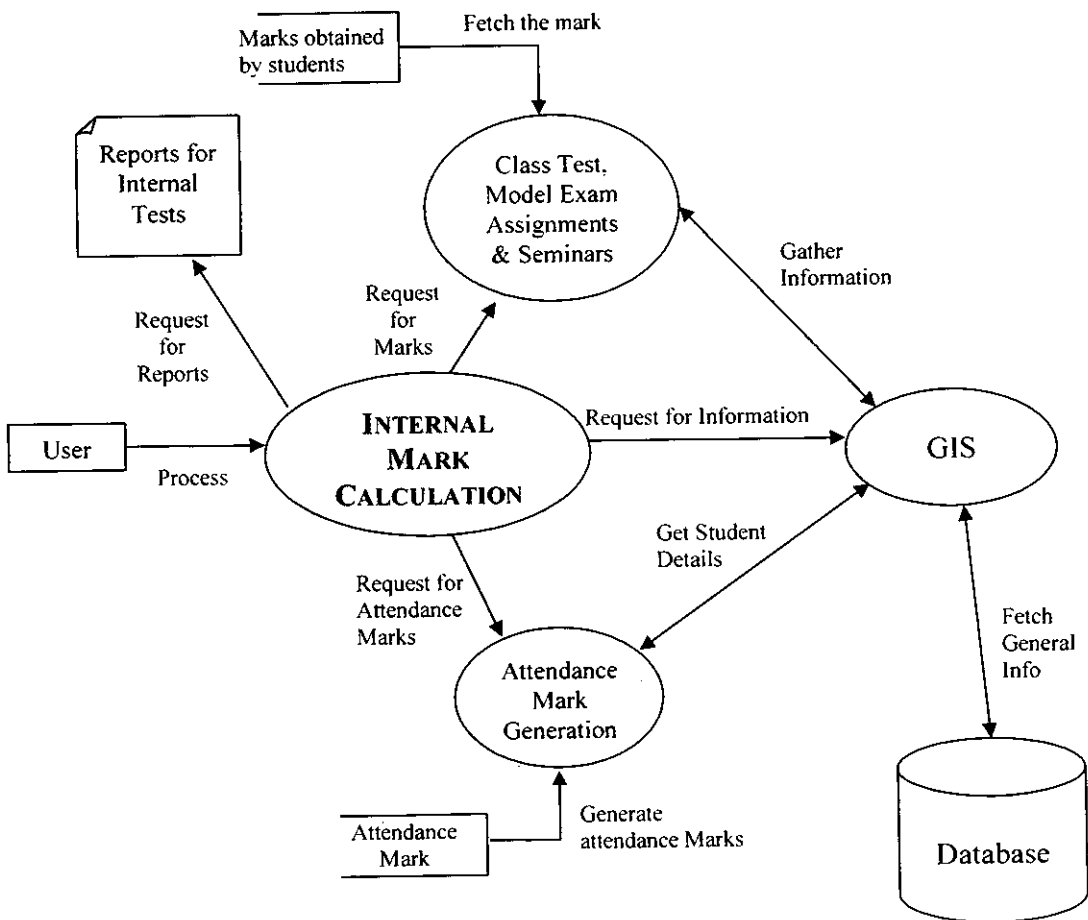 Marks obtained
by students
Fetch the mark
Reports for
Internal
Tests
Class Test,
Model Exam
Assignments
& Seminars
Gather
Information
Request
for
Marks
Request
for
Reports
User
Process
INTERNAL
MARK
CALCULATION
Request for Information
GIS
Get Student
Details
Request for
Attendance
Marks
Fetch
General
Info
Attendance
Mark
Generation
Attendance
Mark
Generate
attendance Marks
Database